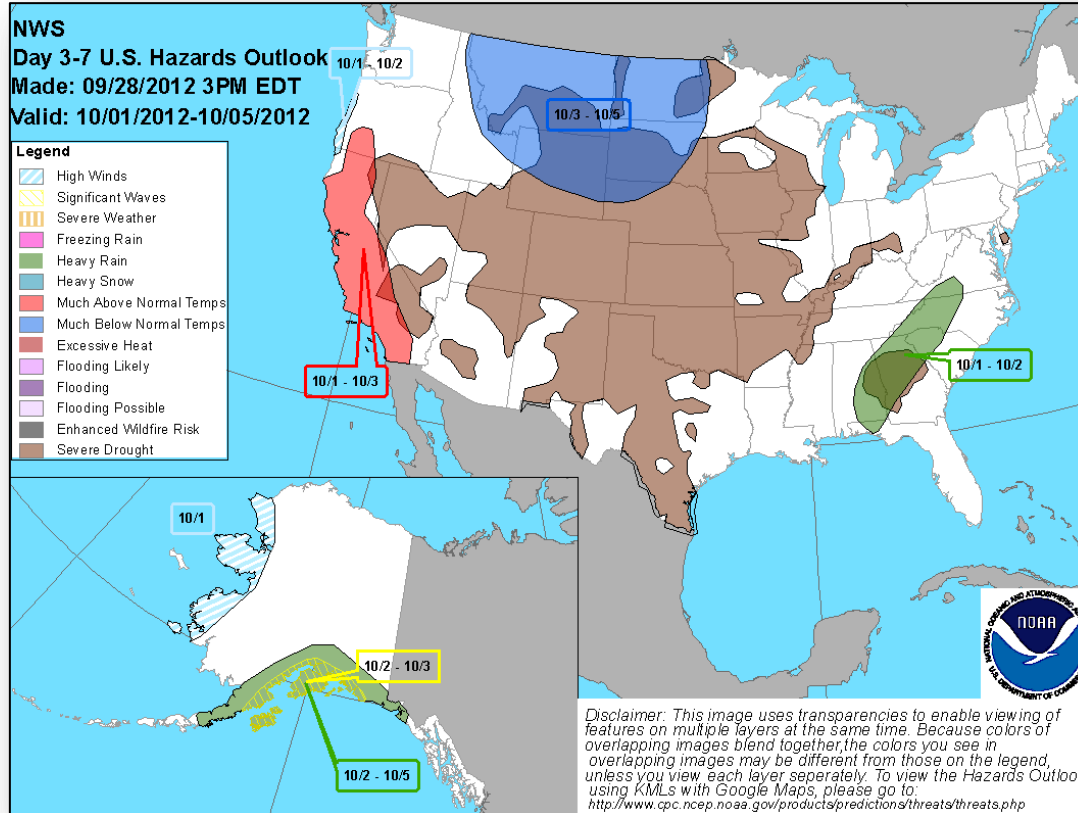 NWS
Day 3-7 U.S. Hazards Outlook
Made: 09/28/2012 3PM EDT
Valid: 10/01/2012-10/05/2012
10/1 - 10/2
Legend
High Winds
Significant Waves
Severe Weather
Freezing Rain
Heavy Rain
Heavy Snow
Much Above Normal Temps
Much Below Normal Temps
Excessive Heat
Flooding Likely
Flooding
Flooding Possible
Enhanced Wildfire Risk
Severe Drought
10/3 - 10/5
10/1 - 10/3
10/1 - 10/2
10/1
10/2 - 10/3
10/2 - 10/5
NOAA
NATIONAL OCEANIC AND ATMOSPHERIC
U.S. DEPARTMENT OF COMMERC
Disclaimer: This image uses transparencies to enable viewing of
features on multiple layers at the same time. Because colors of
overlapping images blend together,the colors you see in
overlapping images may be different from those on the legend,
unless you view each layer seperately. To view the Hazards Outloo
using KMLs with Google Maps, please go to:
http://www.cpc.ncep.noaa.gov/products/predictions/threats/threats.php